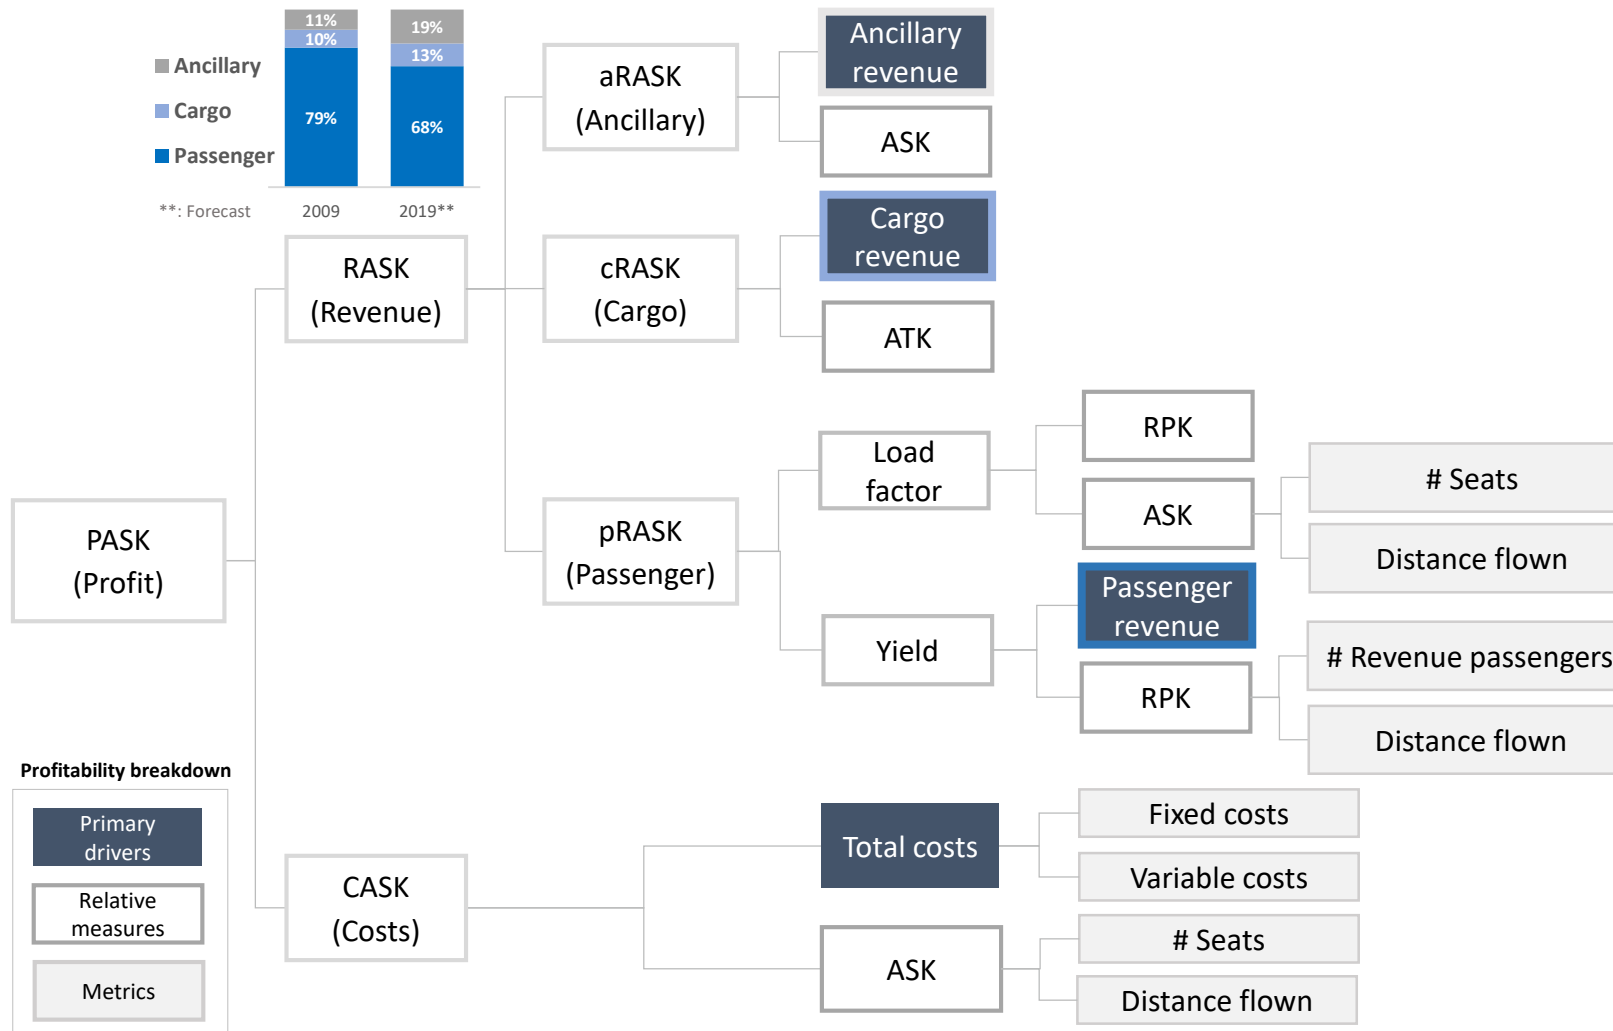 11%
10%
79%
19%
13%
68%
Ancillary
Cargo
Passenger
**: Forecast
2009
2019**
PASK
(Profit)
RASK
(Revenue)
CASK
(Costs)
aRASK
(Ancillary)
cRASK
(Cargo)
pRASK
(Passenger)
Ancillary
revenue
ASK
Cargo
revenue
ATK
Load
factor
Yield
RPK
ASK
Passenger
revenue
RPK
# Seats
Distance flown
# Revenue passengers
Distance flown
Total costs
ASK
Fixed costs
Variable costs
# Seats
Distance flown
Profitability breakdown
Primary
drivers
Relative
measures
Metrics